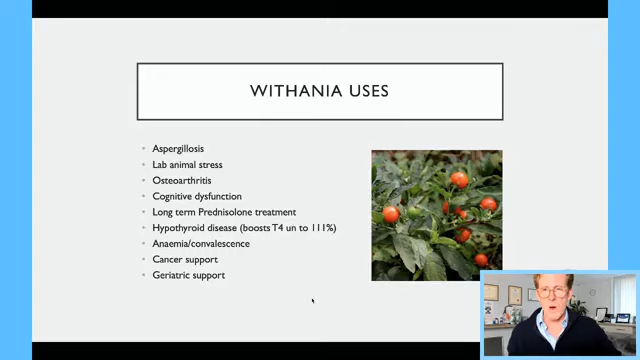 WITHANIA USES
Aspergillosis
Lab animal stress
Osteoarthritis
Cognitive dysfunction
Long term Prednisolone treatment
Hypothyroid disease (boosts T4 un to 111%)
Anaemia/convalescence
Cancer support
Geriatric support